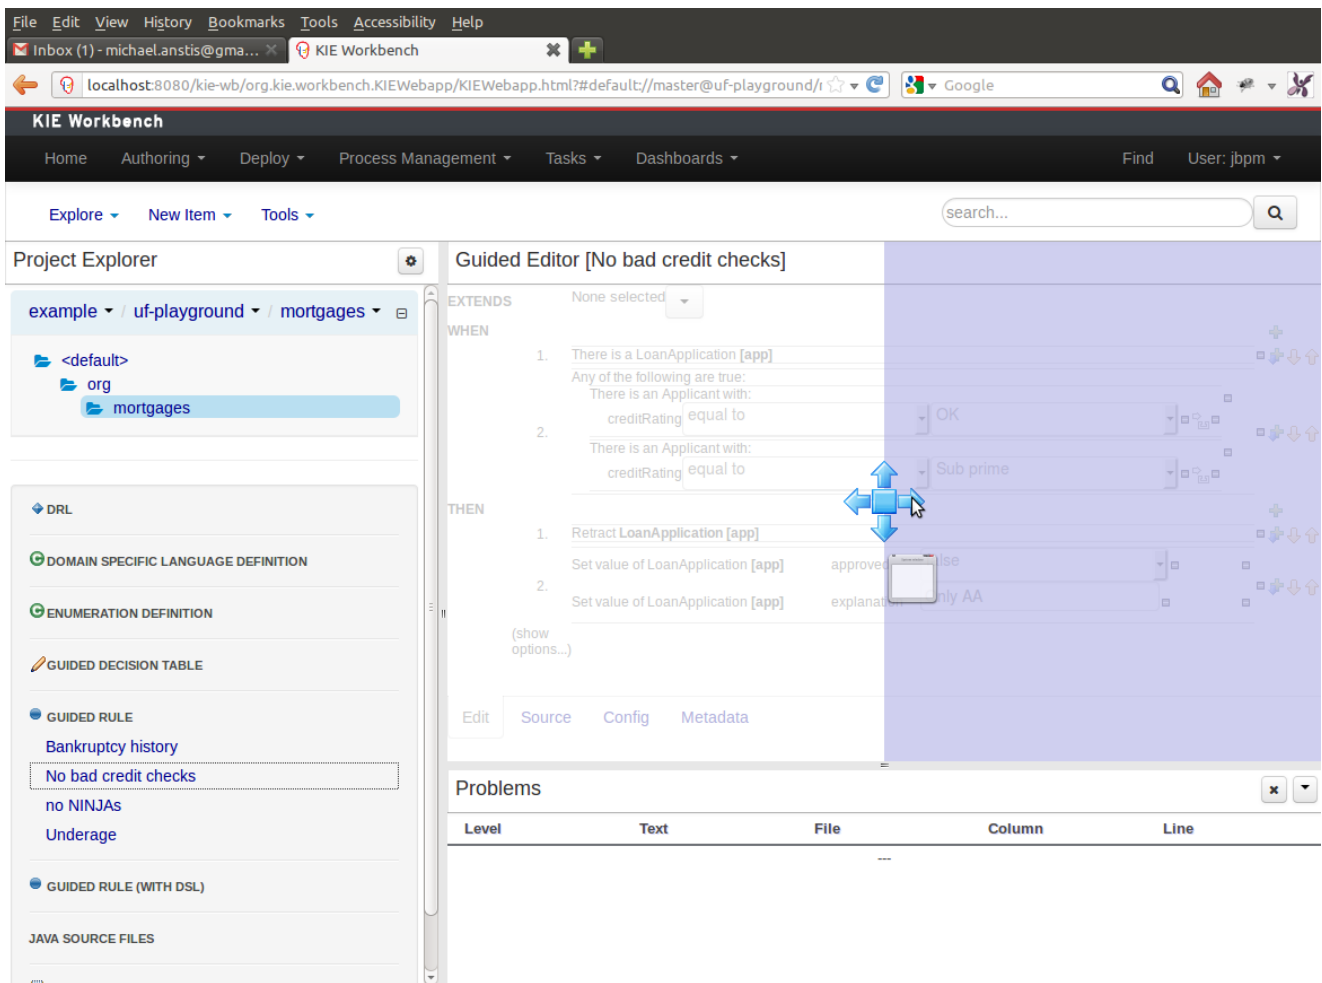 File Edit View History Bookmarks Tools Accessibility Help
Inbox (1) - michael.anstis@gma... KIE Workbench
localhost:8080/kie-wb/org.kie.workbench.KIEWebapp/KIEWebapp.html?#default://master@uf-playground/r Google
KIE Workbench
Home Authoring Deploy Process Management Tasks Dashboards Find User: jbpm
Explore New Item Tools search...
Project Explorer
example / uf-playground / mortgages
<default>
org
mortgages
DRL
DOMAIN SPECIFIC LANGUAGE DEFINITION
ENUMERATION DEFINITION
GUIDED DECISION TABLE
GUIDED RULE
Bankruptcy history
No bad credit checks
no NINJAs
Underage
GUIDED RULE (WITH DSL)
JAVA SOURCE FILES
Guided Editor [No bad credit checks]
EXTENDS None selected
WHEN
1. There is a LoanApplication [app]
Any of the following are true:
There is an Applicant with:
creditRating equal to OK
2.
There is an Applicant with:
creditRating equal to Sub prime
THEN
1. Retract LoanApplication [app]
Set value of LoanApplication [app] approved
2.
Set value of LoanApplication [app] explanation Only AA
(show
options...)
Edit Source Config Metadata
Problems
Level Text File Column Line
---